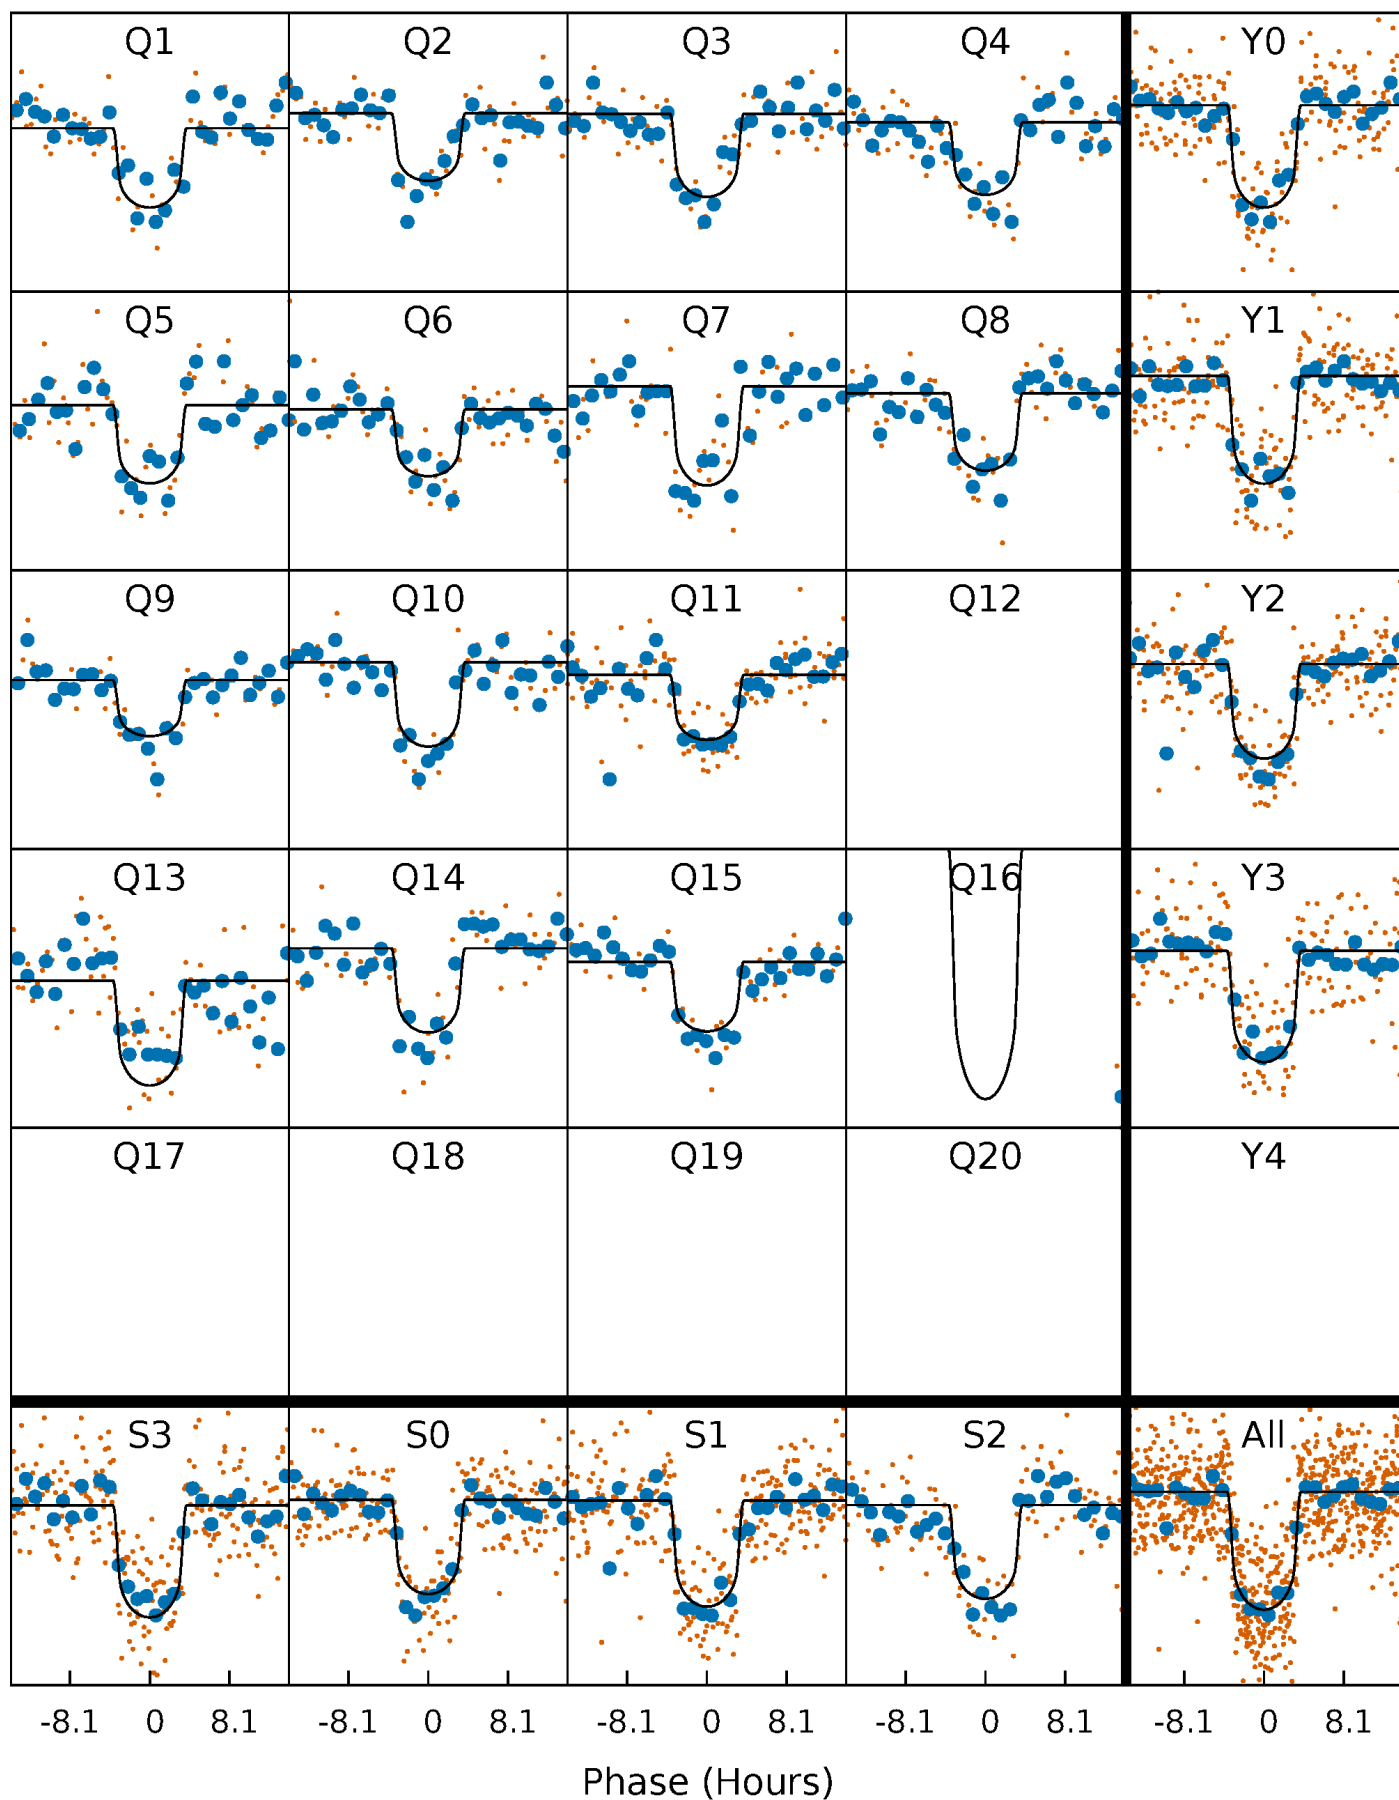 Q1 Q2 Q3 Q4 Y0
Q5 Q6 Q7 Q8 Y1
Q9 Q10 Q11 Q12 Y2
Q13 Q14 Q15 Q16 Y3
Q17 Q18 Q19 Q20 Y4
S3 S0 S1 S2 All
-8.1 0 8.1 -8.1 0 8.1 -8.1 0 8.1 -8.1 0 8.1 -8.1 0 8.1
Phase (Hours)